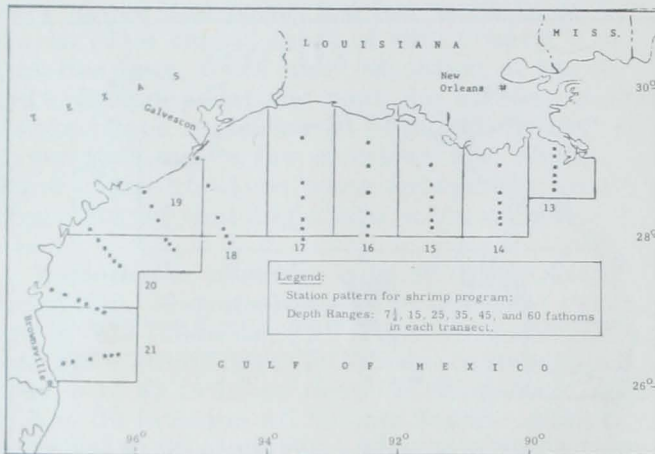 L O U I S I A N A
M I S S.
T E X A S
New
Orleans
30°
Galveston
19
13
18
17
16
15
14
28°
20
Legend:
Station pattern for shrimp program:
Depth Ranges: 7½, 15, 25, 35, 45, and 60 fathoms
in each transect.
Brownsville
21
G U L F O F M E X I C O
26°
96°
94°
92°
90°